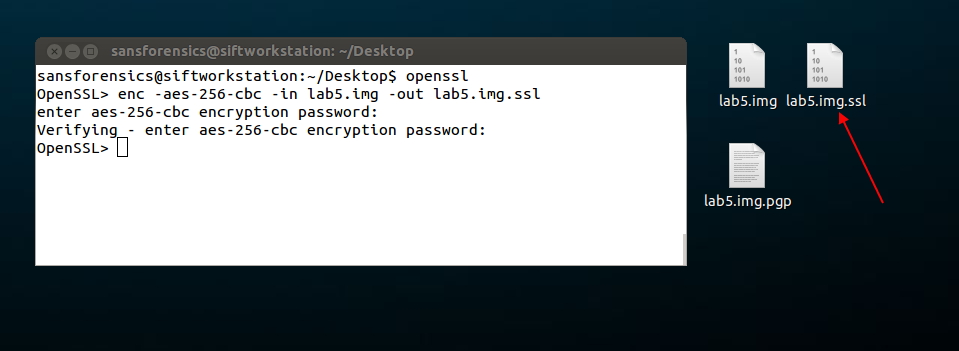 sansforensics@siftworkstation: ~/Desktop
sansforensics@siftworkstation:~/Desktop$ openssl
OpenSSL> enc -aes-256-cbc -in lab5.img -out lab5.img.ssl
enter aes-256-cbc encryption password:
Verifying - enter aes-256-cbc encryption password:
OpenSSL>
1
10
101
1010
lab5.img
1
10
101
1010
lab5.img.ssl
lab5.img.pgp